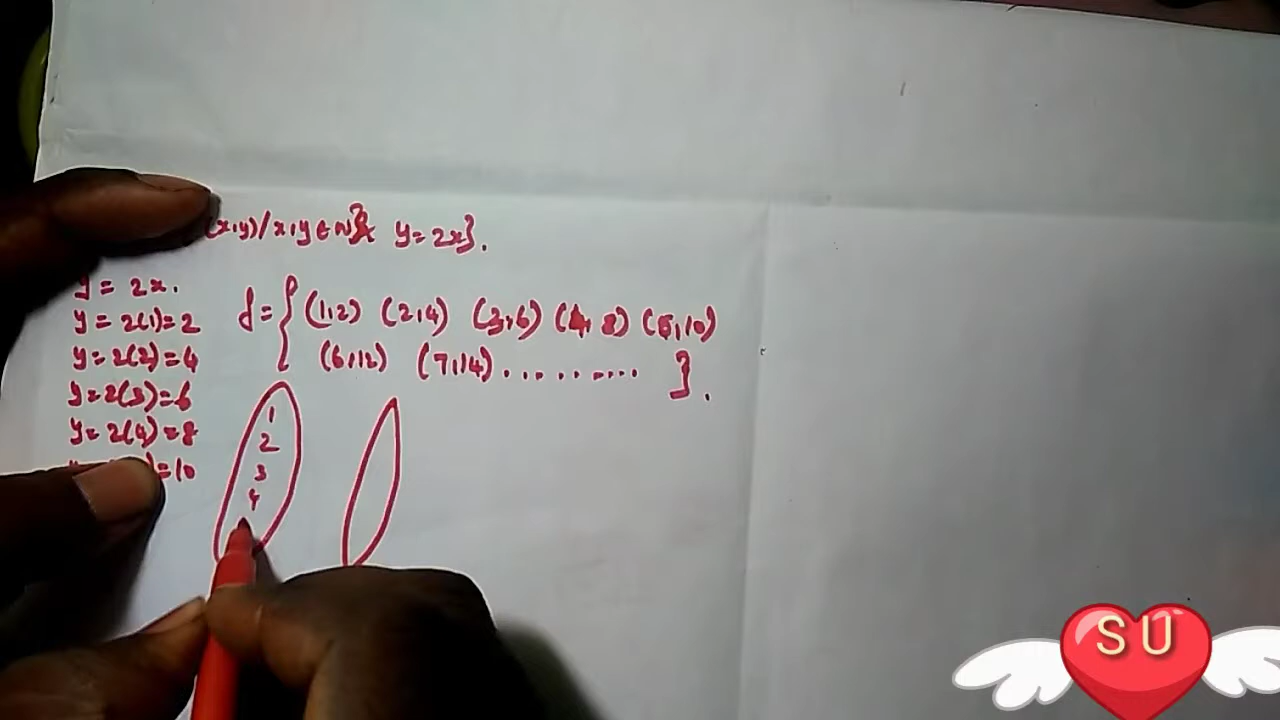 (x,y)/x,y∈N}& y=2x}.
y = 2x.
y = 2(1)=2
y = 2(2)=4
y=2(3)=6
y= 2(4)=8
=10
f={(1,2) (2,4) (3,6) (4,8) (5,10)
(6,12) (7,14).......... }.
1
2
3
4
SU